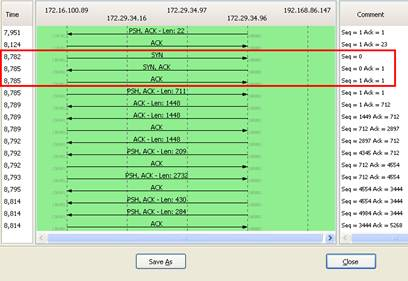 Time 172.16.100.89 172.29.34.97 192.168.86.147 Comment
172.29.34.16 172.29.34.96
7,951 PSH, ACK - Len: 22 Seq = 1 Ack = 1
8,124 ACK Seq = 1 Ack = 23
8,782 SYN Seq = 0
8,785 SYN, ACK Seq = 0 Ack = 1
8,785 ACK Seq = 1 Ack = 1
8,785 PSH, ACK - Len: 711 Seq = 1 Ack = 1
8,789 ACK - Len: 1448 Seq = 1 Ack = 712
8,789 ACK - Len: 1448 Seq = 1449 Ack = 712
8,789 ACK Seq = 712 Ack = 2897
8,792 ACK - Len: 1448 Seq = 2897 Ack = 712
8,792 PSH, ACK - Len: 209 Seq = 4345 Ack = 712
8,792 ACK Seq = 712 Ack = 4554
8,793 PSH, ACK - Len: 2732 Seq = 712 Ack = 4554
8,795 ACK Seq = 4554 Ack = 3444
8,814 PSH, ACK - Len: 430 Seq = 4554 Ack = 3444
8,814 PSH, ACK - Len: 284 Seq = 4984 Ack = 3444
8,814 ACK Seq = 3444 Ack = 5268
Save As Close